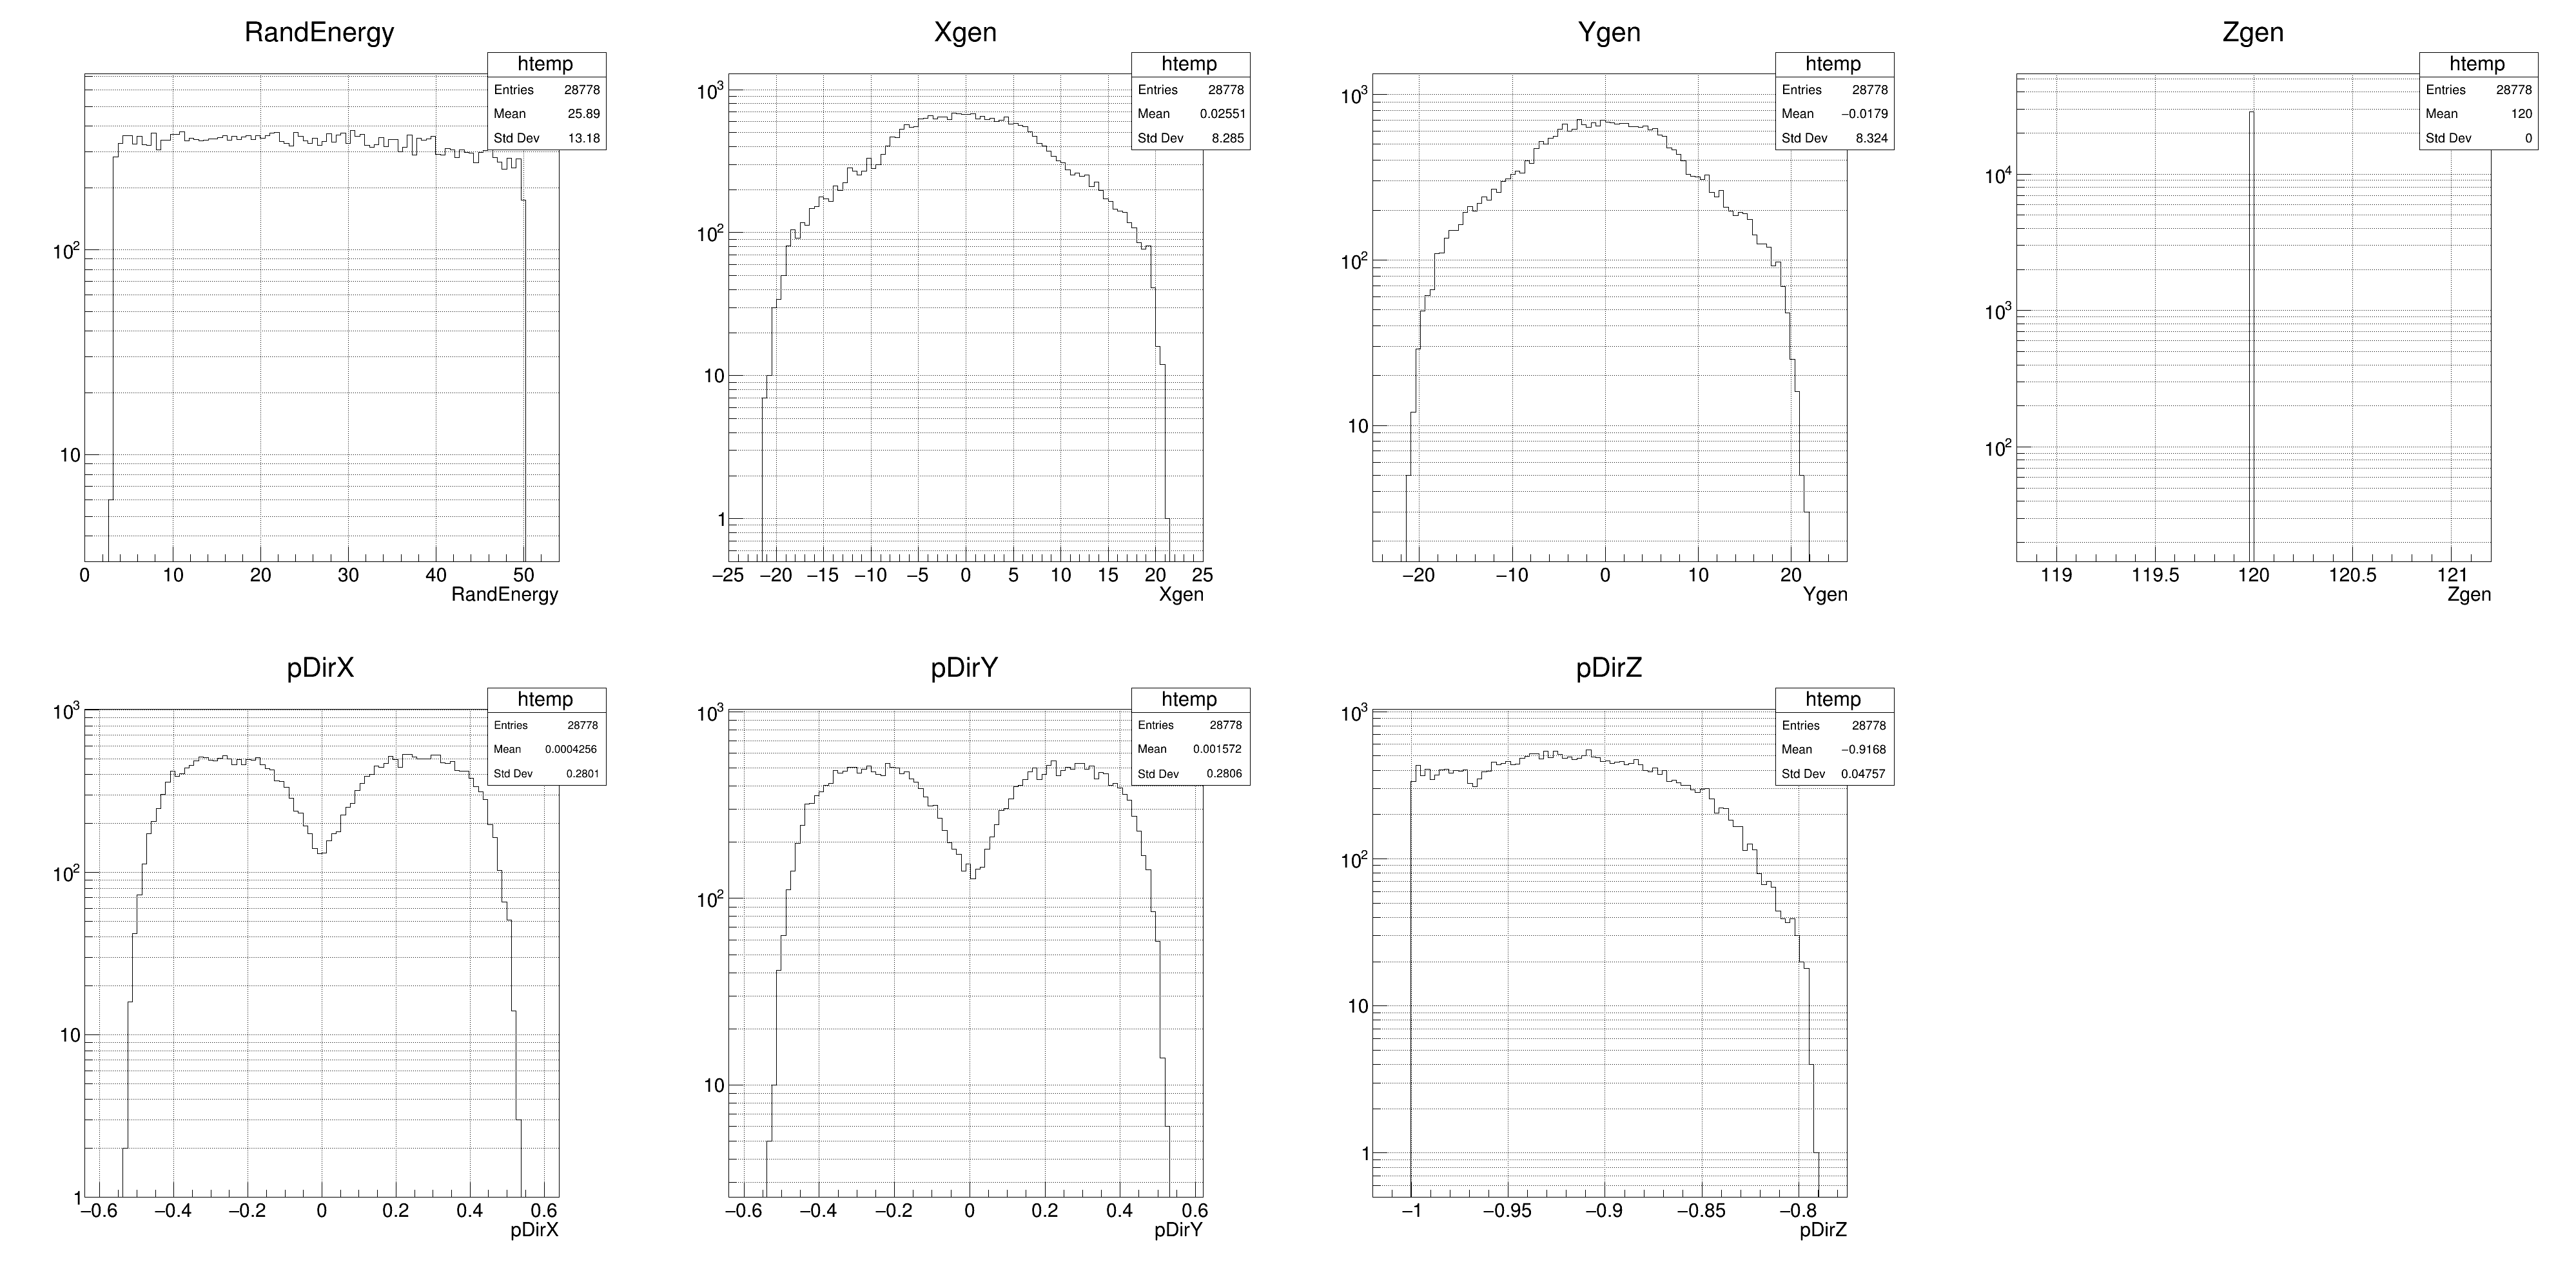 RandEnergy
htemp
Entries 28778
Mean 25.89
Std Dev 13.18
10²
10
0 10 20 30 40 50
RandEnergy
Xgen
htemp
Entries 28778
Mean 0.02551
Std Dev 8.285
10³
10²
10
1
−25 −20 −15 −10 −5 0 5 10 15 20 25
Xgen
Ygen
htemp
Entries 28778
Mean −0.0179
Std Dev 8.324
10³
10²
10
−20 −10 0 10 20
Ygen
Zgen
htemp
Entries 28778
Mean 120
Std Dev 0
10⁴
10³
10²
119 119.5 120 120.5 121
Zgen
pDirX
htemp
Entries 28778
Mean 0.0004256
Std Dev 0.2801
10³
10²
10
1
−0.6 −0.4 −0.2 0 0.2 0.4 0.6
pDirX
pDirY
htemp
Entries 28778
Mean 0.001572
Std Dev 0.2806
10³
10²
10
−0.6 −0.4 −0.2 0 0.2 0.4 0.6
pDirY
pDirZ
htemp
Entries 28778
Mean −0.9168
Std Dev 0.04757
10³
10²
10
1
−1 −0.95 −0.9 −0.85 −0.8
pDirZ